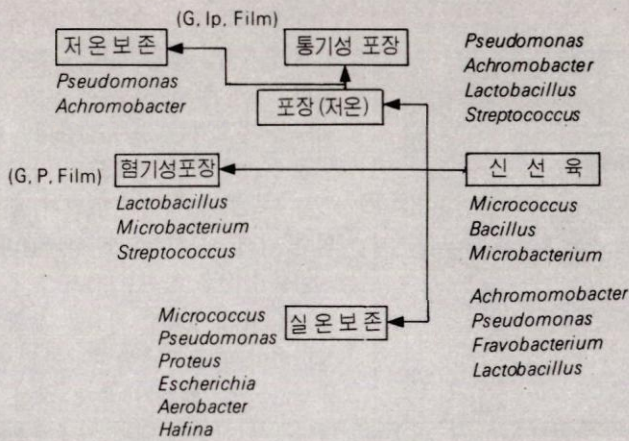 (G, Ip, Film)
저온보존
통기성 포장
Pseudomonas
Achromobacter
Lactobacillus
Streptococcus
Pseudomonas
Achromobacter
포장(저온)
(G, P, Film)
혐기성포장
신선육
Lactobacillus
Microbacterium
Streptococcus
Micrococcus
Bacillus
Microbacterium
Achromomobacter
Pseudomonas
Fravobacterium
Lactobacillus
실온보존
Micrococcus
Pseudomonas
Proteus
Escherichia
Aerobacter
Hafina